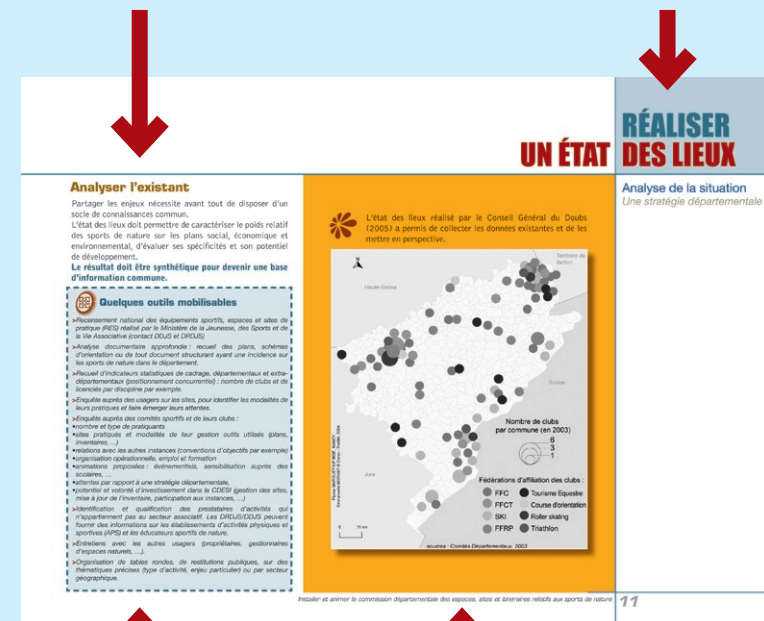 RÉALISER
UN ÉTAT DES LIEUX
Analyse de la situation
Une stratégie départementale
Analyser l'existant
Partager les enjeux nécessite avant tout de disposer d'un
socle de connaissances commun.
L'état des lieux doit permettre de caractériser le poids relatif
des sports de nature sur les plans social, économique et
environnemental, d'évaluer ses spécificités et son potentiel
de développement.
Le résultat doit être synthétique pour devenir une base
d'information commune.
Quelques outils mobilisables
>Recensement national des équipements sportifs, espaces et sites de
pratique (RES) réalisé par le Ministère de la Jeunesse, des Sports et de
la Vie Associative (contact DDJS et DRDJS)
>Analyse documentaire approfondie : recueil des plans, schémas
d'orientation ou de tout document structurant ayant une incidence sur
les sports de nature dans le département.
>Recueil d'indicateurs statistiques de cadrage, départementaux et extra-
départementaux (positionnement concurrentiel) : nombre de clubs et de
licenciés par discipline par exemple.
>Enquête auprès des usagers sur les sites, pour identifier les modalités de
leurs pratiques et faire émerger leurs attentes.
>Enquête auprès des comités sportifs et de leurs clubs :
•nombre et type de pratiquants
•sites pratiqués et modalités de leur gestion outils utilisés (plans,
inventaires, ...)
•relations avec les autres instances (conventions d'objectifs par exemple)
•organisation opérationnelle, emploi et formation
•animations proposées : événementiels, sensibilisation auprès des
scolaires, ...
•attentes par rapport à une stratégie départementale,
•potentiel et volonté d'investissement dans la CDESI (gestion des sites,
mise à jour de l'inventaire, participation aux instances, ...)
>Identification et qualification des prestataires d'activités qui
n'appartiennent pas au secteur associatif. Les DRDJS/DDJS peuvent
fournir des informations sur les établissements d'activités physiques et
sportives (APS) et les éducateurs sportifs de nature.
>Entretiens avec les autres usagers (propriétaires, gestionnaires
d'espaces naturels, ...).
>Organisation de tables rondes, de restitutions publiques, sur des
thématiques précises (type d'activité, enjeu particulier) ou par secteur
géographique.
L'état des lieux réalisé par le Conseil Général du Doubs
(2005) a permis de collecter les données existantes et de les
mettre en perspective.
Territoire de
Belfort
Haute-Saône
Suisse
Jura
Nombre de clubs
par commune (en 2003)
6
3
1
Fédérations d'affiliation des clubs :
FFC Tourisme Equestre
FFCT Course d'orientation
SKI Roller skating
FFRP Triathlon
sources : Comités Départementaux, 2003
Installer et animer la commission départementale des espaces, sites et itinéraires relatifs aux sports de nature 11